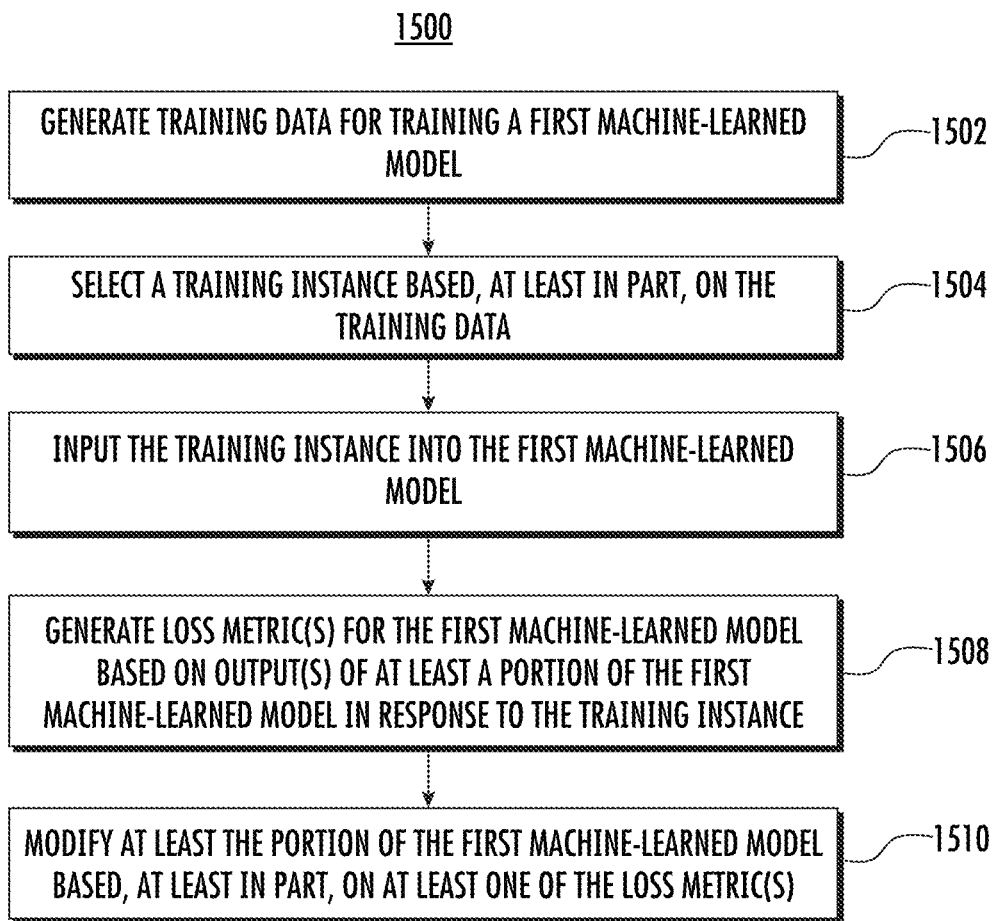 1500
GENERATE TRAINING DATA FOR TRAINING A FIRST MACHINE-LEARNED
MODEL
1502
SELECT A TRAINING INSTANCE BASED, AT LEAST IN PART, ON THE
TRAINING DATA
1504
INPUT THE TRAINING INSTANCE INTO THE FIRST MACHINE-LEARNED
MODEL
1506
GENERATE LOSS METRIC(S) FOR THE FIRST MACHINE-LEARNED MODEL
BASED ON OUTPUT(S) OF AT LEAST A PORTION OF THE FIRST
MACHINE-LEARNED MODEL IN RESPONSE TO THE TRAINING INSTANCE
1508
MODIFY AT LEAST THE PORTION OF THE FIRST MACHINE-LEARNED MODEL
BASED, AT LEAST IN PART, ON AT LEAST ONE OF THE LOSS METRIC(S)
1510